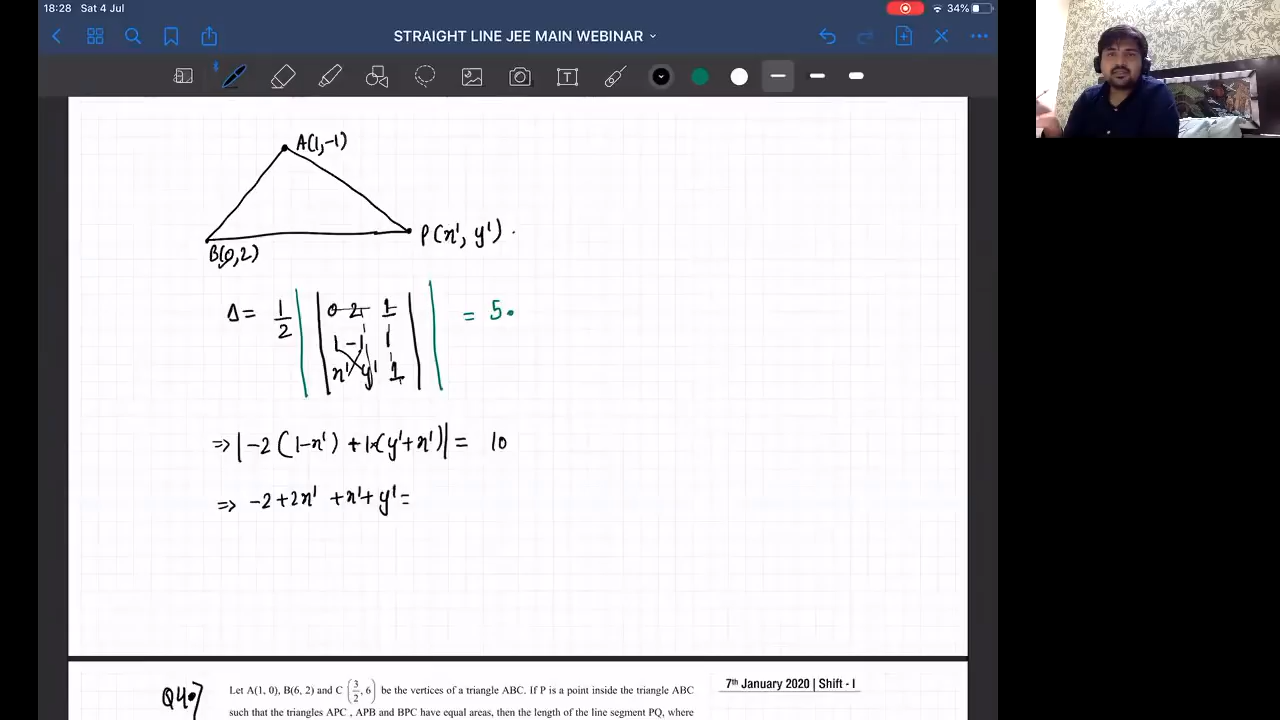 18:28 Sat 4 Jul
34%
STRAIGHT LINE JEE MAIN WEBINAR
T
A(1,-1)
B(0,2)
P(x', y').
Δ = 1/2 | | 0 2 1 | | = 5.
1 -1 1
x' y' 1
⇒ |-2 (1-x') + 1×(y'+x')| = 10
⇒ -2+2x' + x'+ y' =
Q4.
Let A(1, 0), B(6, 2) and C (3/2, 6) be the vertices of a triangle ABC. If P is a point inside the triangle ABC
7th January 2020 | Shift - I
such that the triangles APC , APB and BPC have equal areas, then the length of the line segment PQ, where